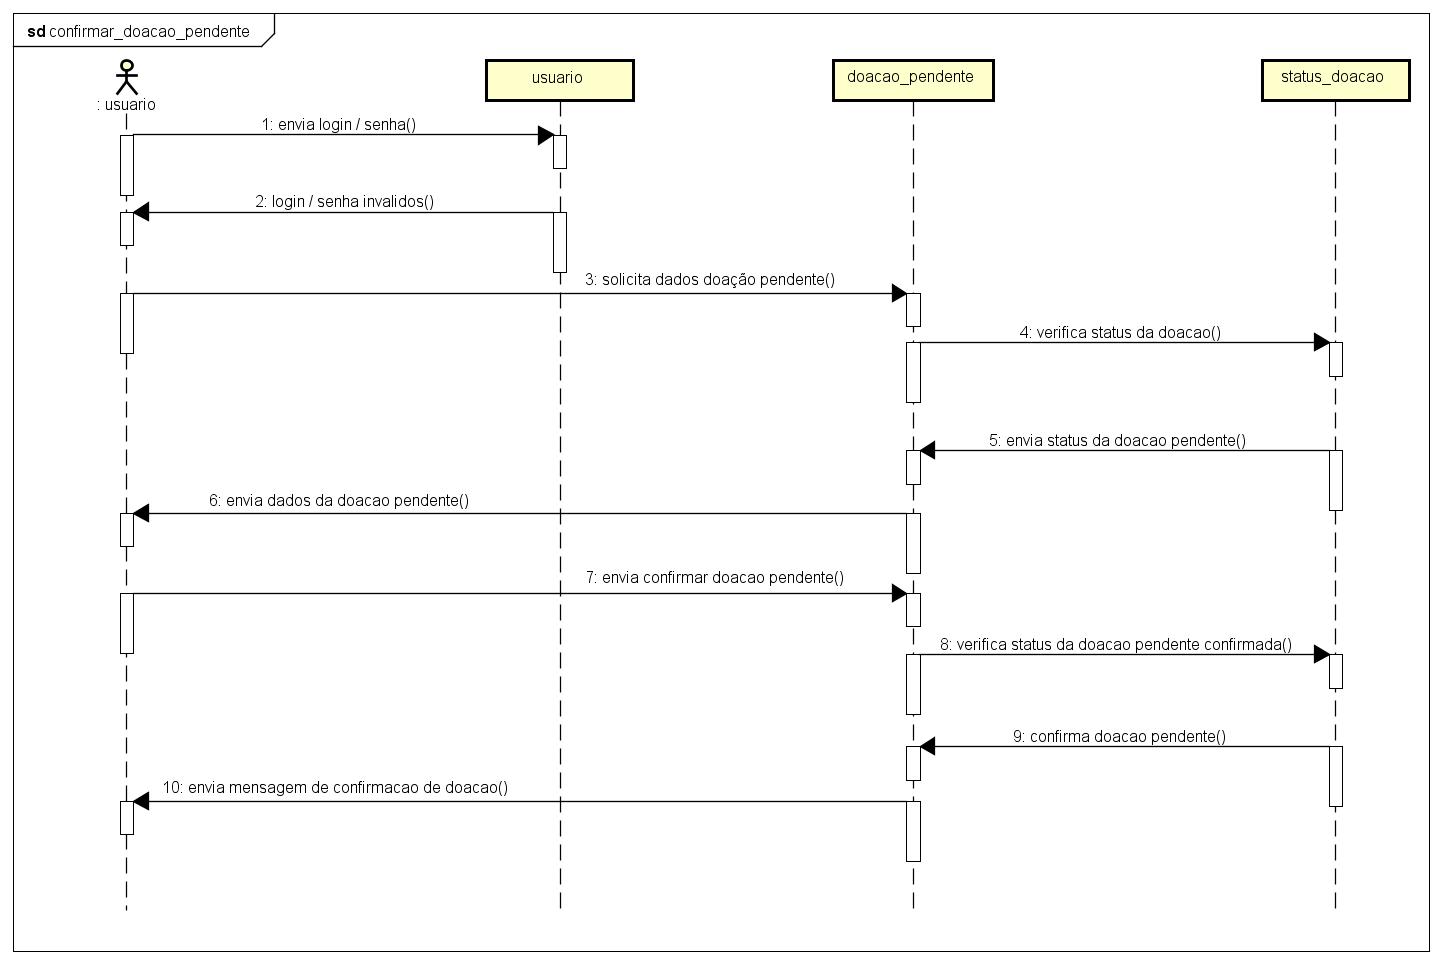 sd confirmar_doacao_pendente
: usuario
usuario
doacao_pendente
status_doacao
1: envia login / senha()
2: login / senha invalidos()
3: solicita dados doação pendente()
4: verifica status da doacao()
5: envia status da doacao pendente()
6: envia dados da doacao pendente()
7: envia confirmar doacao pendente()
8: verifica status da doacao pendente confirmada()
9: confirma doacao pendente()
10: envia mensagem de confirmacao de doacao()